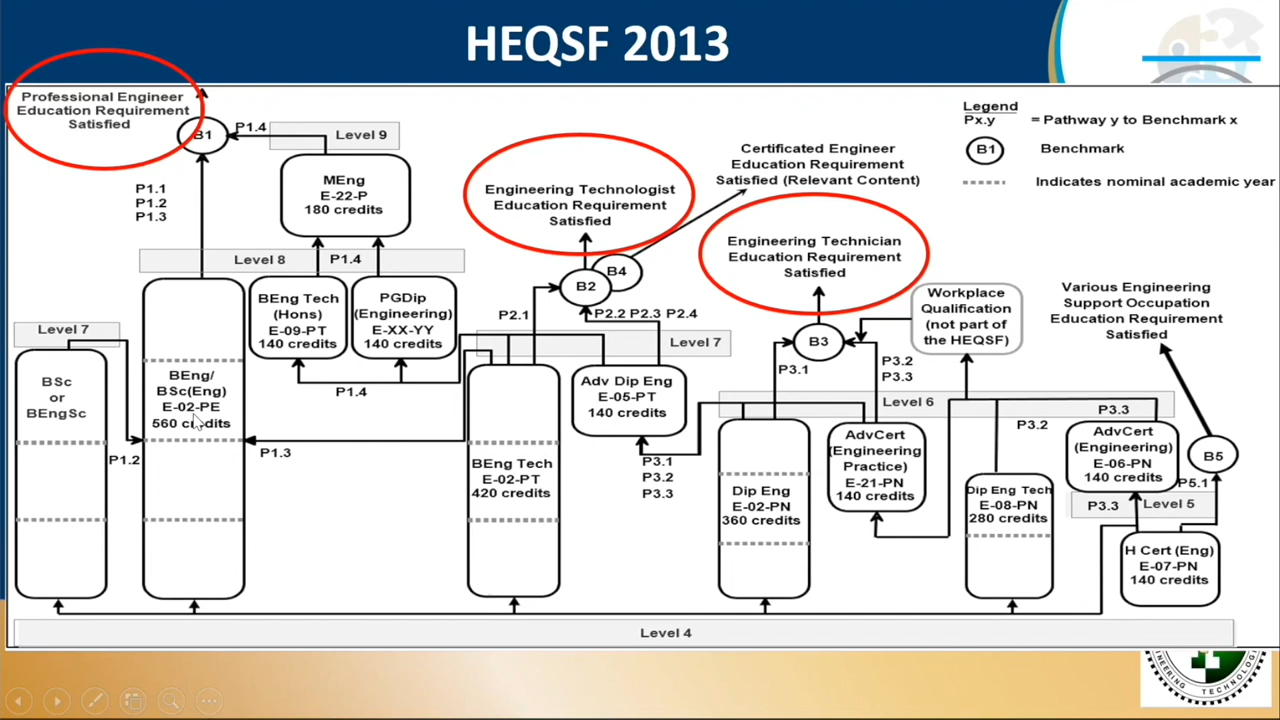 HEQSF 2013
Professional Engineer
Education Requirement
Satisfied
B1
P1.4
Level 9
P1.1
P1.2
P1.3
MEng
E-22-P
180 credits
Level 8
P1.4
BEng Tech
(Hons)
E-09-PT
140 credits
PGDip
(Engineering)
E-XX-YY
140 credits
P1.4
Level 7
BSc
or
BEngSc
P1.2
BEng/
BSc(Eng)
E-02-PE
560 credits
P1.3
Engineering Technologist
Education Requirement
Satisfied
Certificated Engineer
Education Requirement
Satisfied (Relevant Content)
B4
B2
P2.1
P2.2 P2.3 P2.4
Level 7
BEng Tech
E-02-PT
420 credits
Adv Dip Eng
E-05-PT
140 credits
P3.1
P3.2
P3.3
Engineering Technician
Education Requirement
Satisfied
B3
P3.1
P3.2
P3.3
Workplace
Qualification
(not part of
the HEQSF)
Level 6
Dip Eng
E-02-PN
360 credits
AdvCert
(Engineering
Practice)
E-21-PN
140 credits
P3.2
P3.3
Dip Eng Tech
E-08-PN
280 credits
AdvCert
(Engineering)
E-06-PN
140 credits
Various Engineering
Support Occupation
Education Requirement
Satisfied
B5
P5.1
P3.3
Level 5
H Cert (Eng)
E-07-PN
140 credits
Level 4
Legend
Px.y = Pathway y to Benchmark x
B1 Benchmark
Indicates nominal academic year